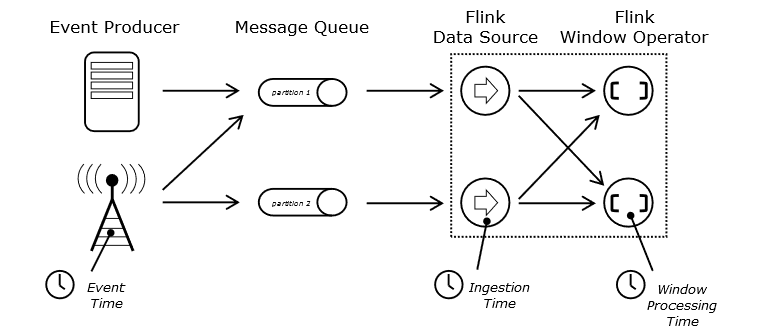 Event Producer
Message Queue
Flink
Data Source
Flink
Window Operator
partition 1
partition 2
Event
Time
Ingestion
Time
Window
Processing
Time